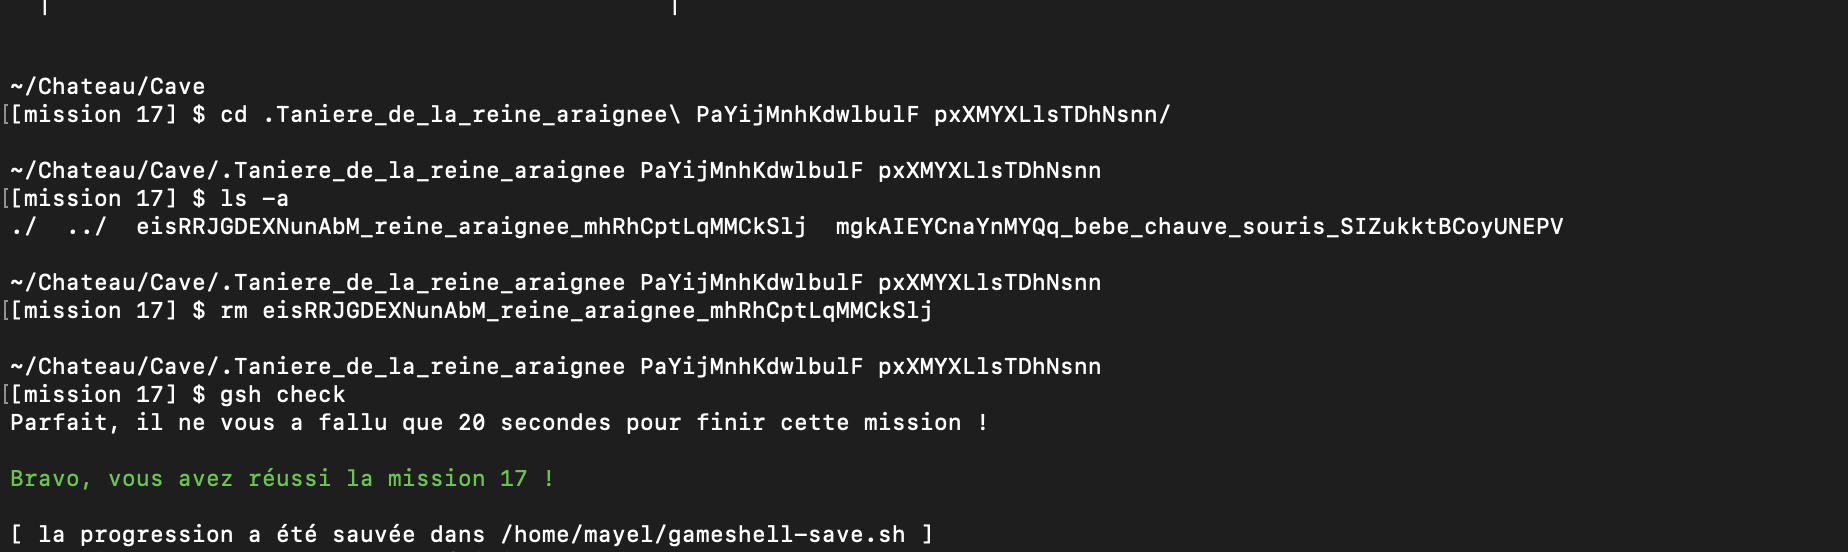 ~/Chateau/Cave
[[mission 17] $ cd .Taniere_de_la_reine_araignee\ PaYijMnhKdwlbulF pxXMYXLlsTDhNsnn/
~/Chateau/Cave/.Taniere_de_la_reine_araignee PaYijMnhKdwlbulF pxXMYXLlsTDhNsnn
[[mission 17] $ ls -a
./  ../  eisRRJGDEXNunAbM_reine_araignee_mhRhCptLqMMCkSlj  mgkAIEYCnaYnMYQq_bebe_chauve_souris_SIZukktBCoyUNEPV
~/Chateau/Cave/.Taniere_de_la_reine_araignee PaYijMnhKdwlbulF pxXMYXLlsTDhNsnn
[[mission 17] $ rm eisRRJGDEXNunAbM_reine_araignee_mhRhCptLqMMCkSlj
~/Chateau/Cave/.Taniere_de_la_reine_araignee PaYijMnhKdwlbulF pxXMYXLlsTDhNsnn
[[mission 17] $ gsh check
Parfait, il ne vous a fallu que 20 secondes pour finir cette mission !
Bravo, vous avez réussi la mission 17 !
[ la progression a été sauvée dans /home/mayel/gameshell-save.sh ]